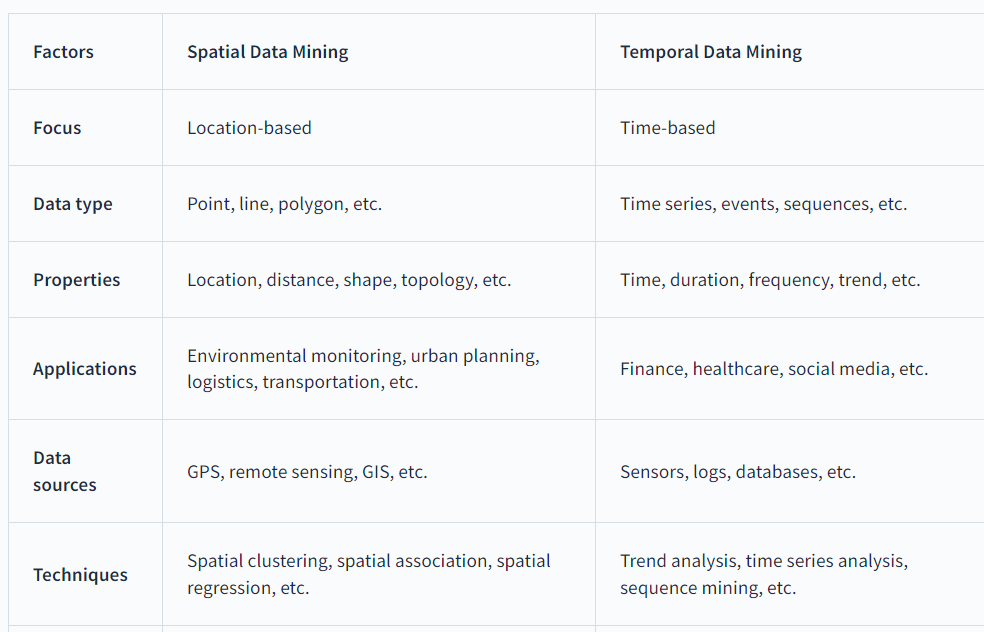 Factors
Spatial Data Mining
Temporal Data Mining
Focus
Location-based
Time-based
Data type
Point, line, polygon, etc.
Time series, events, sequences, etc.
Properties
Location, distance, shape, topology, etc.
Time, duration, frequency, trend, etc.
Applications
Environmental monitoring, urban planning,
logistics, transportation, etc.
Finance, healthcare, social media, etc.
Data
sources
GPS, remote sensing, GIS, etc.
Sensors, logs, databases, etc.
Techniques
Spatial clustering, spatial association, spatial
regression, etc.
Trend analysis, time series analysis,
sequence mining, etc.